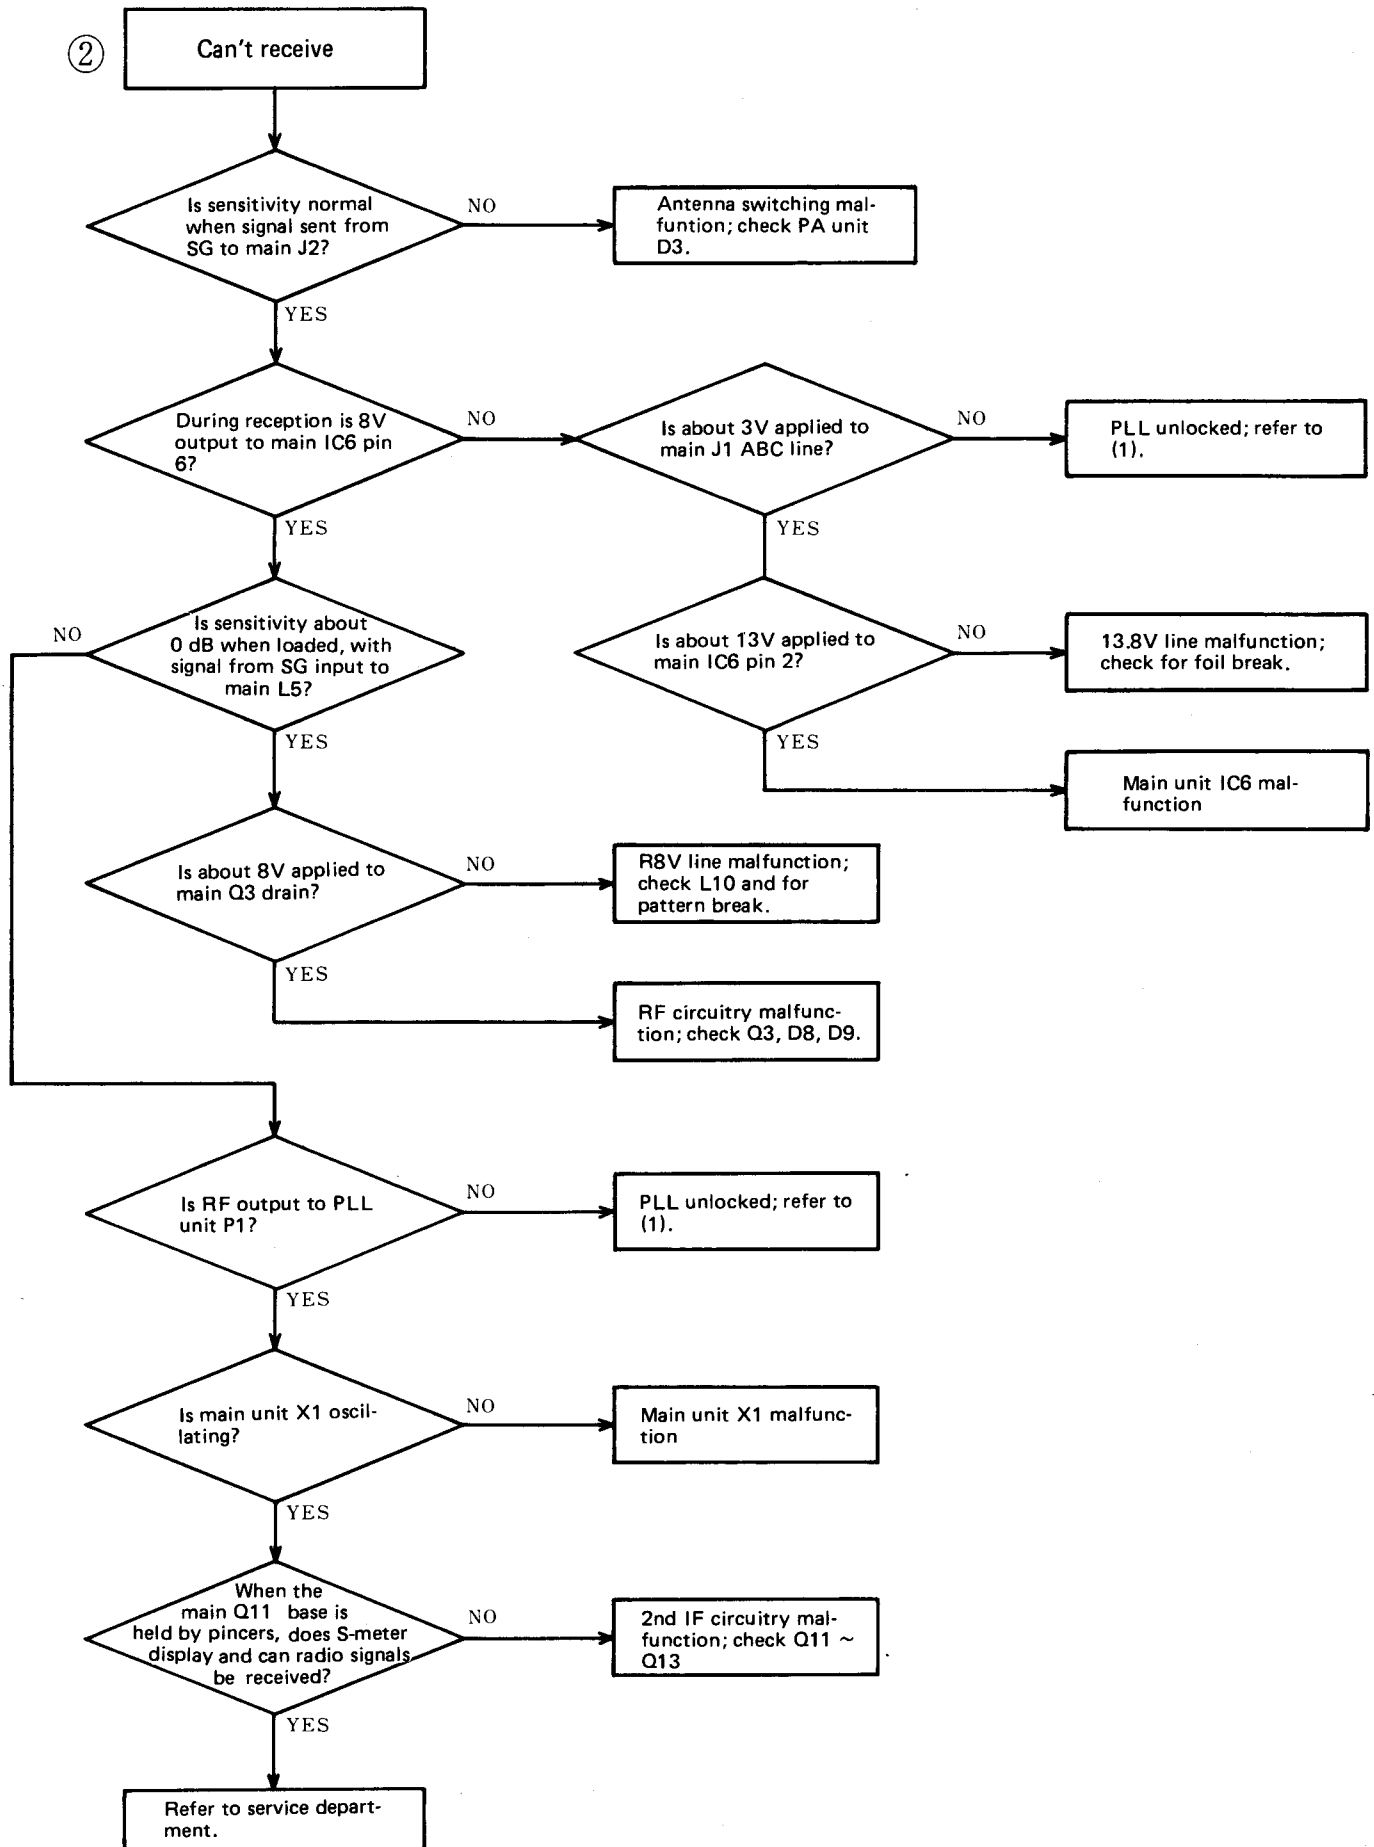 ②
Can't receive
Is sensitivity normal
when signal sent from
SG to main J2?
NO
Antenna switching mal-
funtion; check PA unit
D3.
YES
During reception is 8V
output to main IC6 pin
6?
NO
Is about 3V applied to
main J1 ABC line?
NO
PLL unlocked; refer to
(1).
YES
YES
NO
Is sensitivity about
0 dB when loaded, with
signal from SG input to
main L5?
Is about 13V applied to
main IC6 pin 2?
NO
13.8V line malfunction;
check for foil break.
YES
YES
Main unit IC6 mal-
function
Is about 8V applied to
main Q3 drain?
NO
R8V line malfunction;
check L10 and for
pattern break.
YES
RF circuitry malfunc-
tion; check Q3, D8, D9.
Is RF output to PLL
unit P1?
NO
PLL unlocked; refer to
(1).
YES
Is main unit X1 oscil-
lating?
NO
Main unit X1 malfunc-
tion
YES
When the
main Q11 base is
held by pincers, does S-meter
display and can radio signals
be received?
NO
2nd IF circuitry mal-
function; check Q11 ~
Q13
YES
Refer to service depart-
ment.